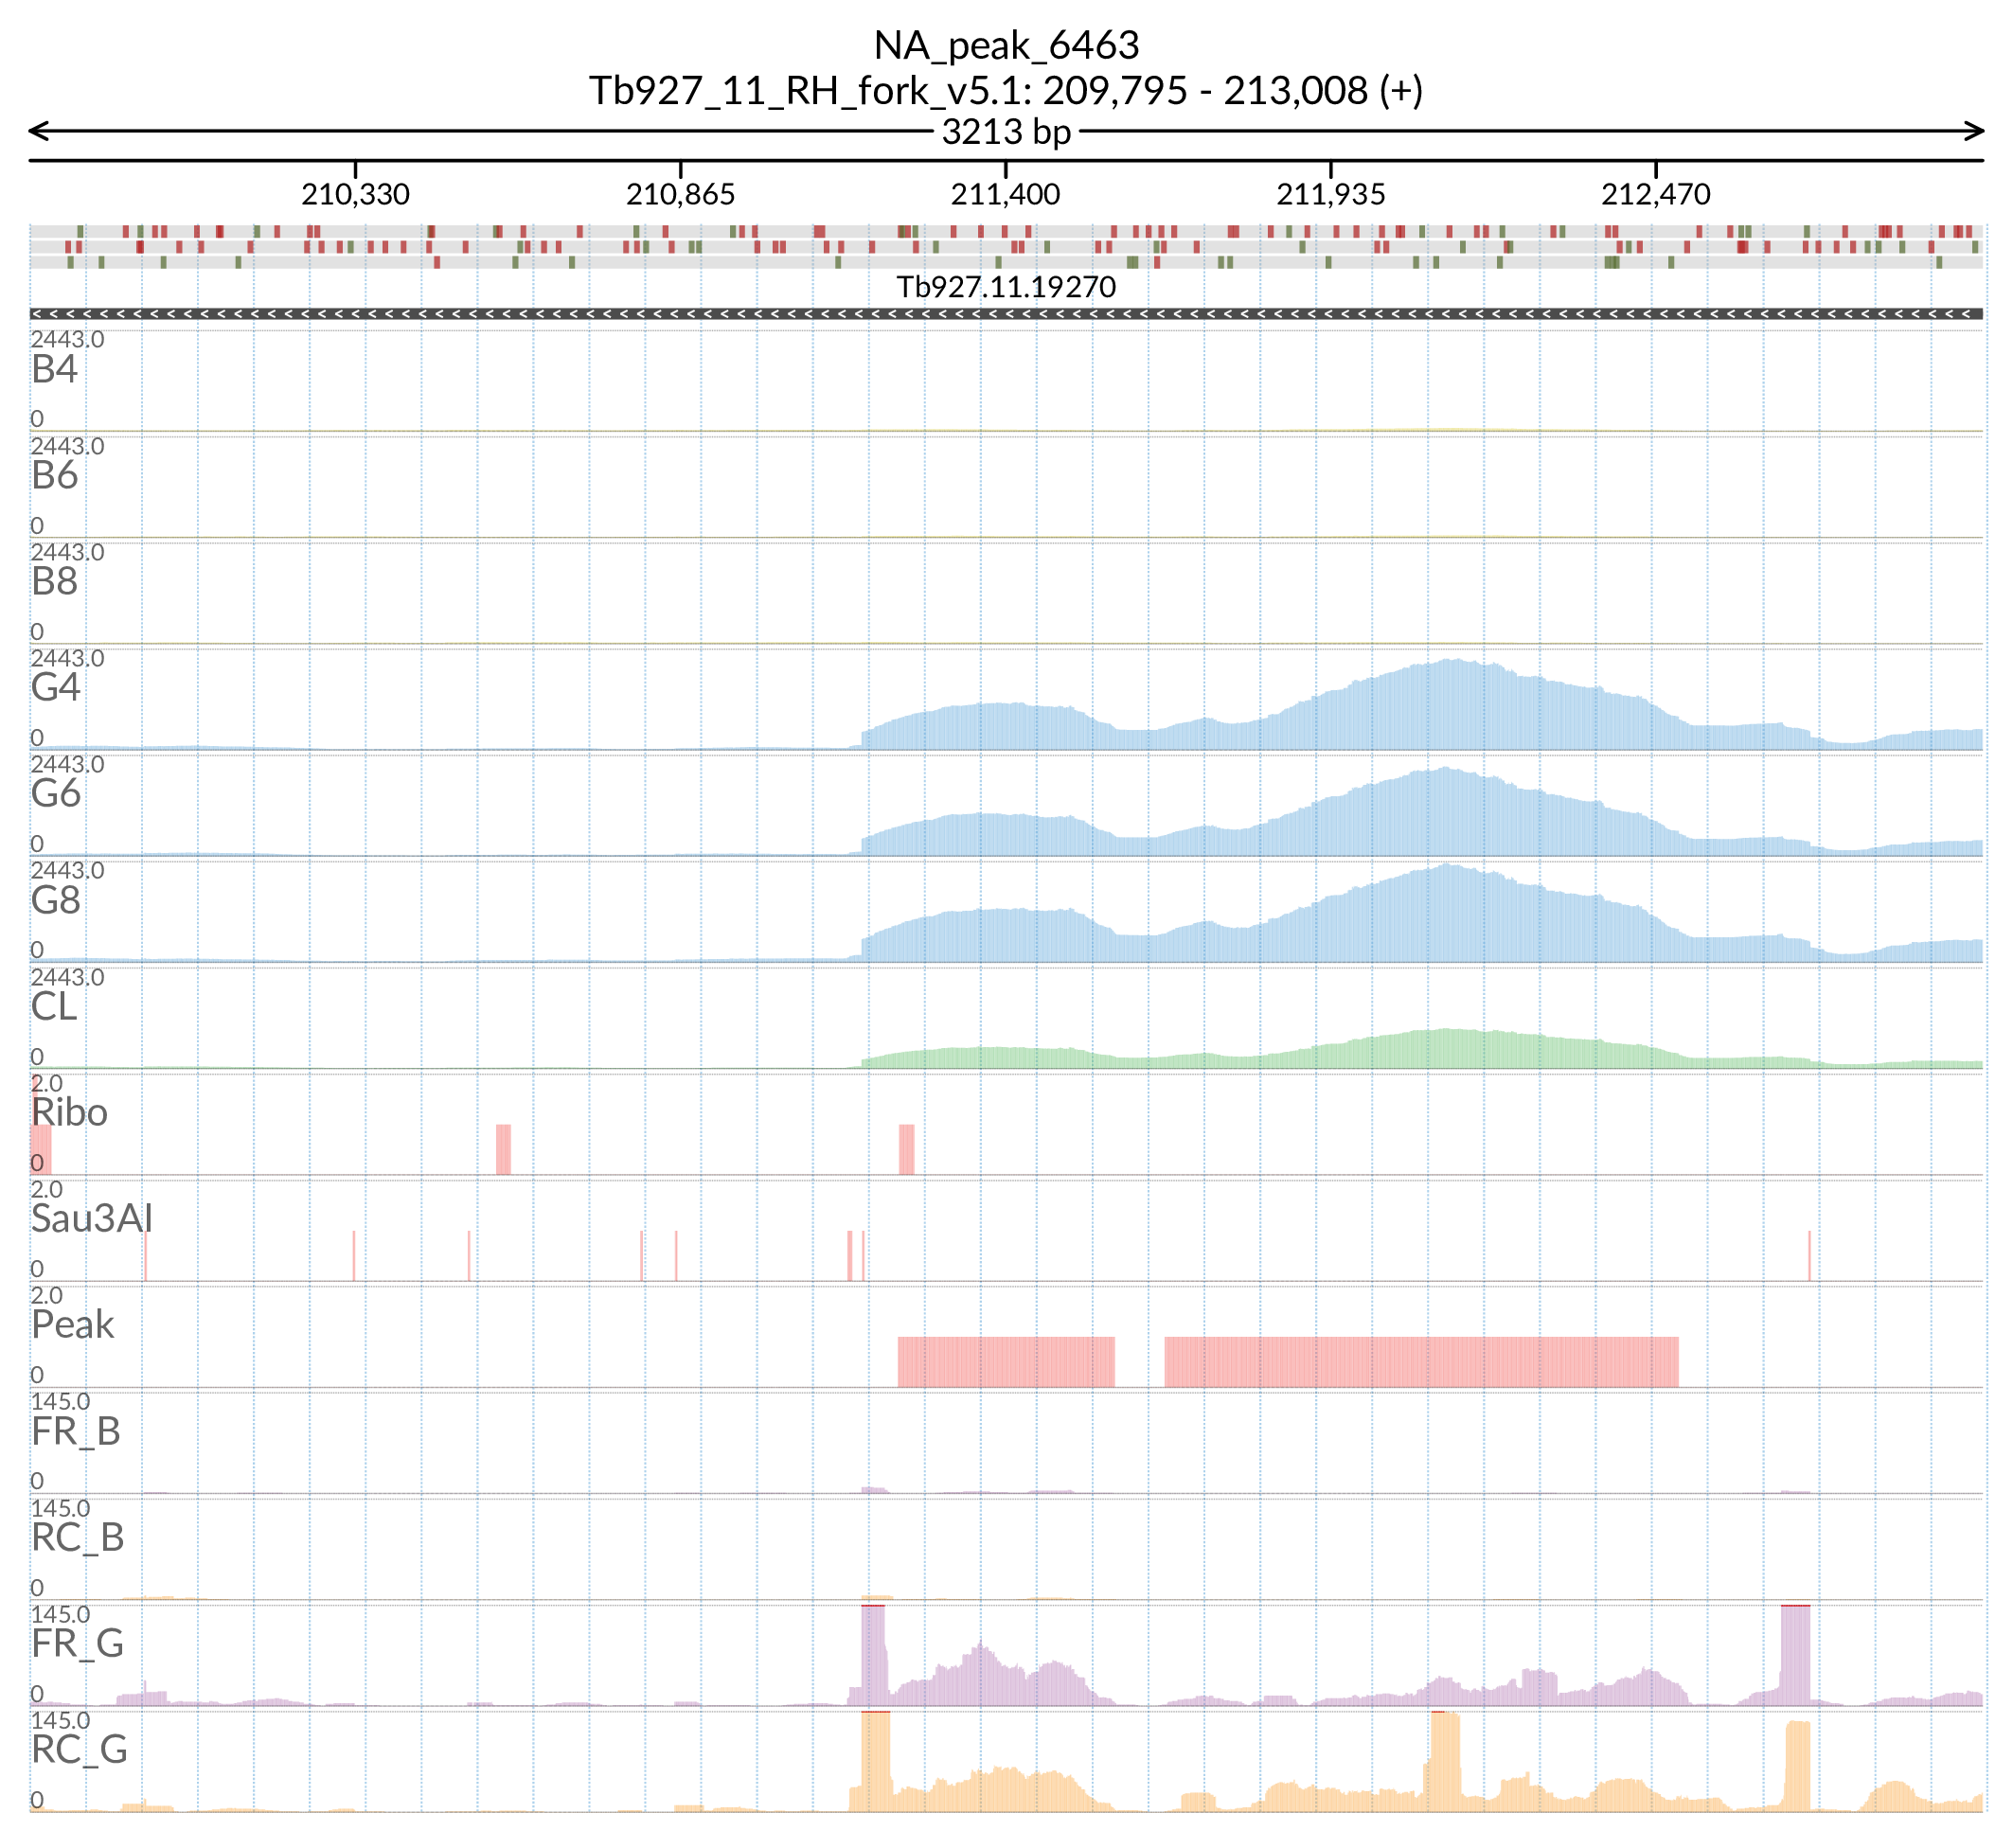 NA_peak_6463
Tb927_11_RH_fork_v5.1: 209,795 - 213,008 (+)
3213 bp
210,330 210,865 211,400 211,935 212,470
Tb927.11.19270
2443.0
B4
0
2443.0
B6
0
2443.0
B8
0
2443.0
G4
0
2443.0
G6
0
2443.0
G8
0
2443.0
CL
0
2.0
Ribo
0
2.0
Sau3AI
0
2.0
Peak
0
145.0
FR_B
0
145.0
RC_B
0
145.0
FR_G
0
145.0
RC_G
0